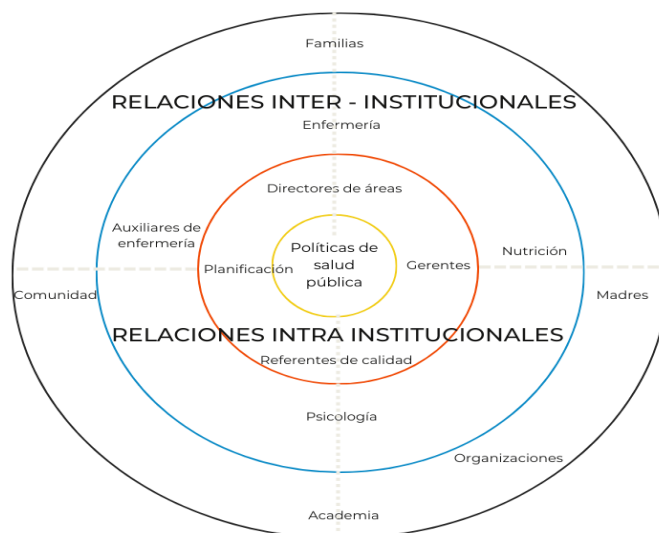 Familias
RELACIONES INTER - INSTITUCIONALES
Enfermería
Directores de áreas
Auxiliares de
enfermería
Políticas de
salud
pública
Planificación
Gerentes
Nutrición
Comunidad
Madres
RELACIONES INTRA INSTITUCIONALES
Referentes de calidad
Psicología
Organizaciones
Academia